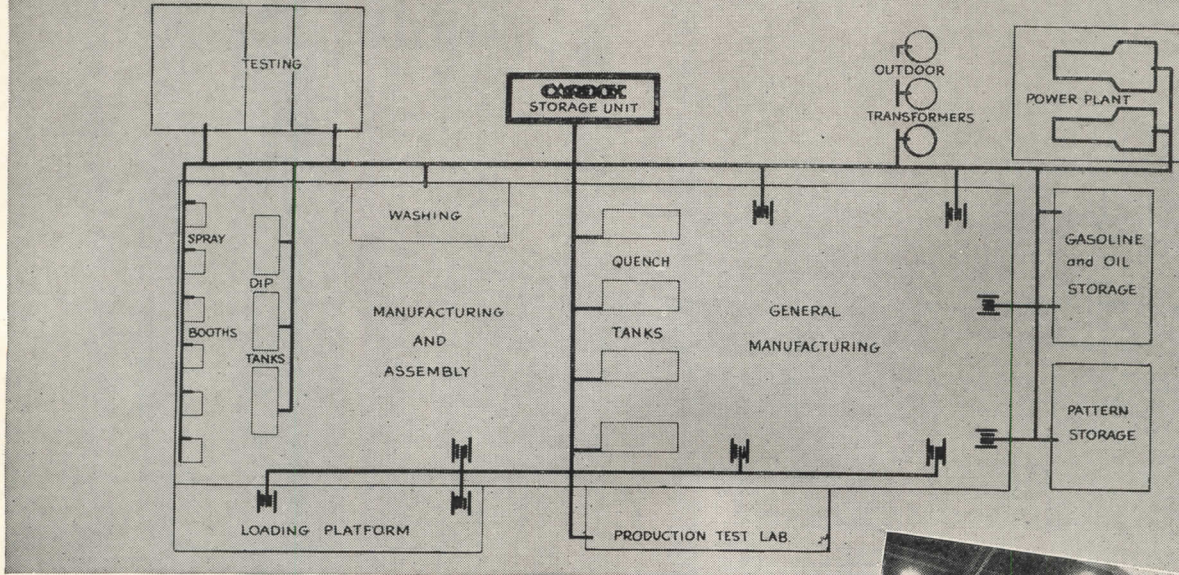 TESTING
CARDOX
STORAGE UNIT
OUTDOOR
TRANSFORMERS
POWER PLANT
SPRAY
BOOTHS
DIP
TANKS
WASHING
MANUFACTURING
AND
ASSEMBLY
QUENCH
TANKS
GENERAL
MANUFACTURING
GASOLINE
and OIL
STORAGE
PATTERN
STORAGE
LOADING PLATFORM
PRODUCTION TEST LAB.